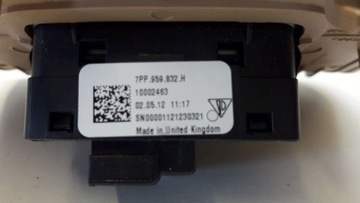 7PP.959.832.H
10002463
02.05.12 11:17
SN00001121230321
Made in United Kingdom